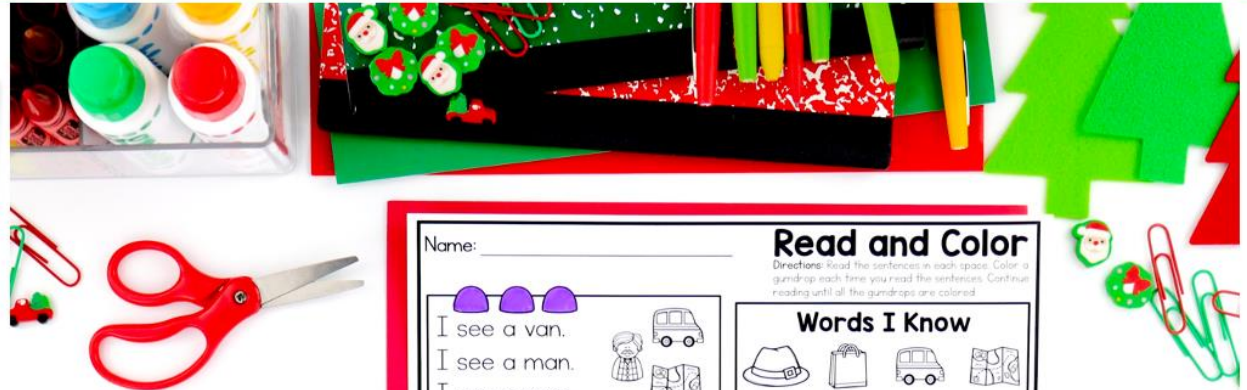 Name:
Read and Color
Directions: Read the sentences in each space. Color a
gumdrop each time you read the sentences. Continue
reading until all the gumdrops are colored.
I see a van.
I see a man.
Words I Know